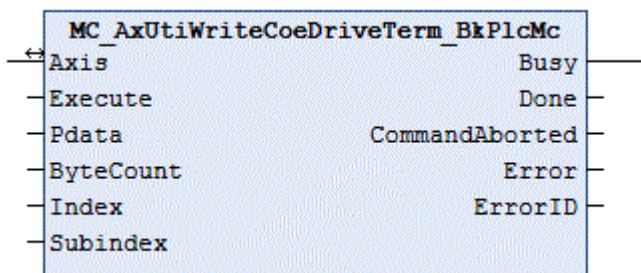 MC_AxUtiWriteCoeDriveTerm_BkPlcMc
Axis Busy
Execute Done
Pdata CommandAborted
ByteCount Error
Index ErrorID
Subindex